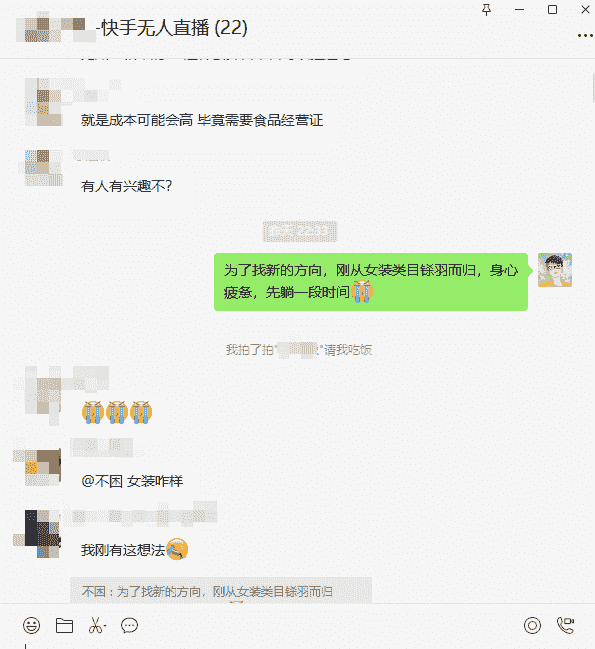 -快手无人直播 (22)
就是成本可能会高 毕竟需要食品经营证
有人有兴趣不?
昨天 22:33
为了找新的方向，刚从女装类目铩羽而归，身心
疲惫，先躺一段时间😭
我拍了拍" "请我吃饭
😭😭😭
@不困 女装咋样
我刚有这想法
不困：为了找新的方向，刚从女装类目铩羽而归